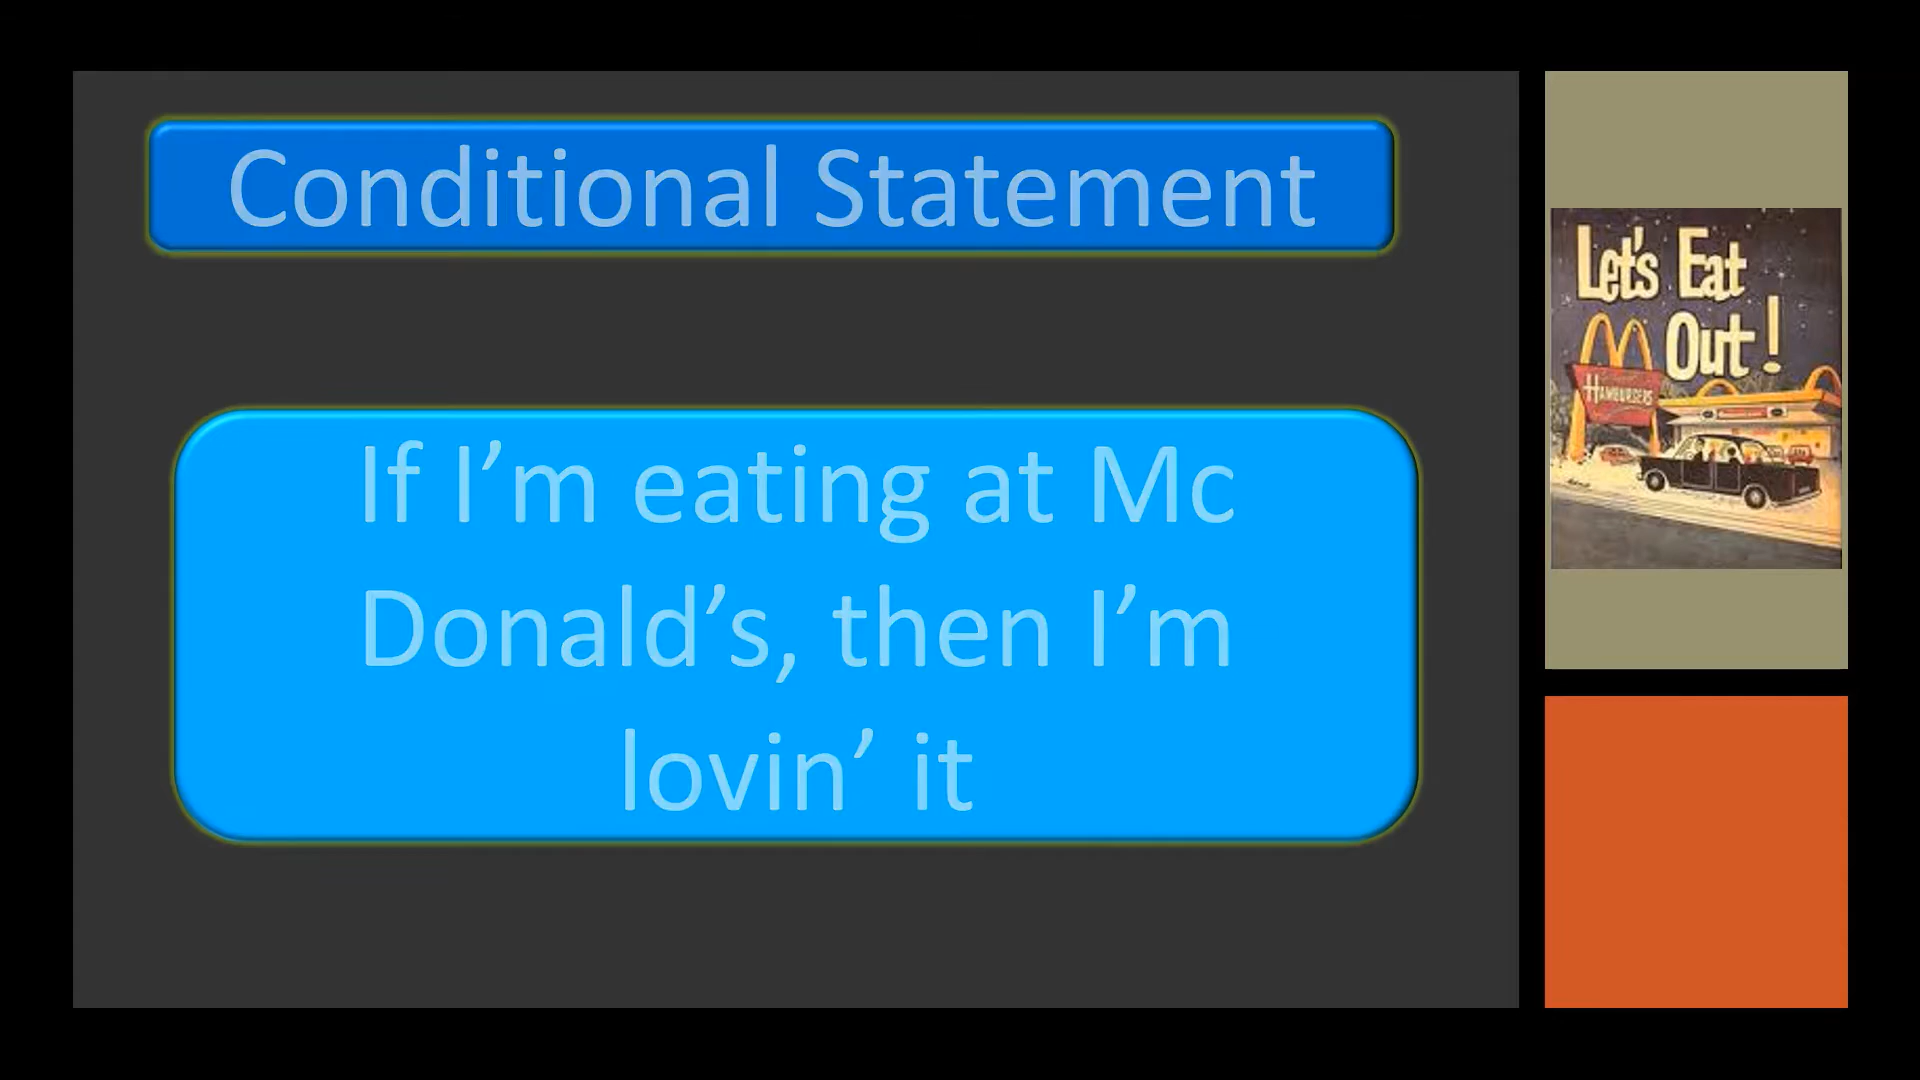 Conditional Statement
If I’m eating at Mc
Donald’s, then I’m
lovin’ it
Let's Eat
Out!
HAMBURGERS